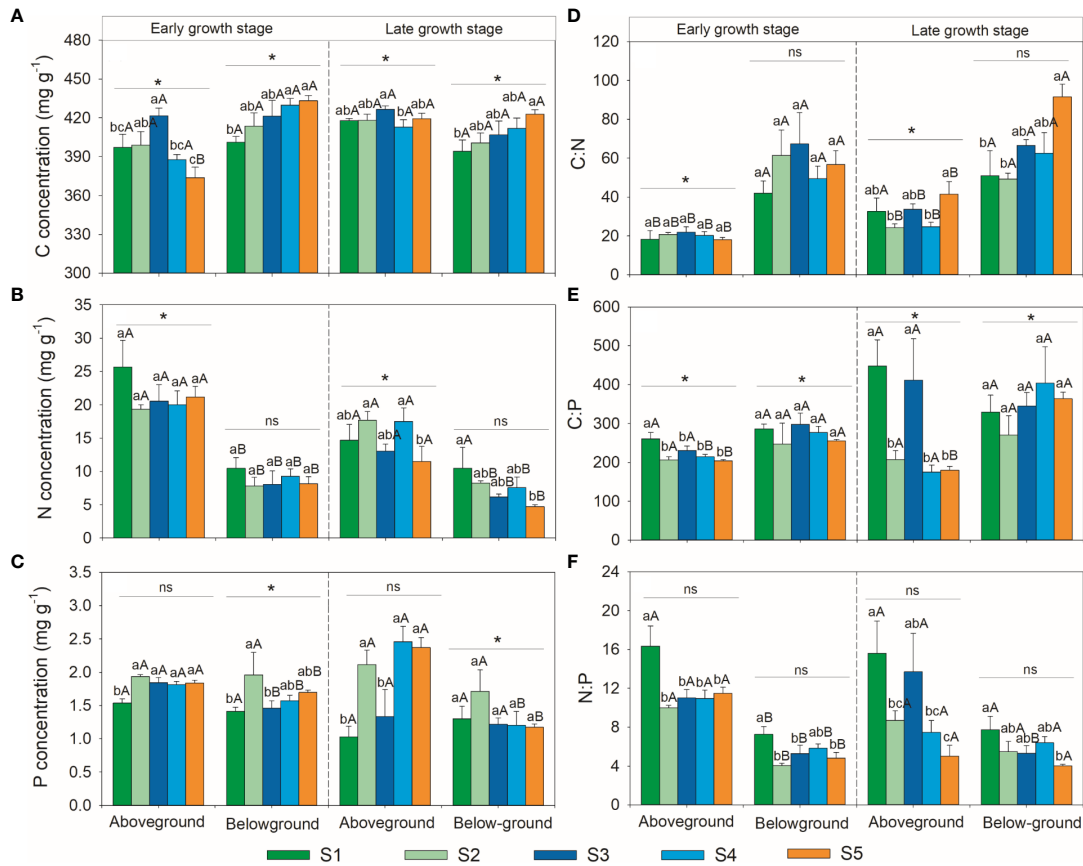 A
Early growth stage
Late growth stage
C concentration (mg g-1)
480
450
420
390
360
330
300
*
*
*
*
bcA
abA
aA
bcA
cB
bA
abA
abA
aA
aA
abA
abA
aA
bA
abA
bA
abA
abA
abA
aA
B
N concentration (mg g-1)
35
30
25
20
15
10
5
0
*
ns
*
ns
aA
aA
aA
aA
aA
aB
aB
aB
aB
aB
abA
aA
abA
aA
bA
aA
abB
abB
abB
bB
C
P concentration (mg g-1)
3.5
3.0
2.5
2.0
1.5
1.0
0.5
0.0
ns
*
ns
*
bA
aA
aA
aA
aA
bA
aA
bB
abB
abB
cA
aA
bA
aA
aA
aA
aA
aA
aA
aB
Aboveground
Belowground
Aboveground
Below-ground
D
Early growth stage
Late growth stage
C:N
120
100
80
60
40
20
0
*
ns
*
ns
aB
aB
aB
aB
aB
aA
aA
aA
aA
aA
abA
bB
abB
bB
aB
bA
bA
abA
abA
aA
E
C:P
600
500
400
300
200
100
0
*
*
*
*
aA
bA
bA
bB
bB
aA
aA
aA
aA
aA
aA
bA
aA
bA
bA
aA
aA
aA
aA
aA
F
N:P
24
20
16
12
8
4
0
ns
ns
ns
ns
aA
bA
bA
bA
bA
aB
bB
bB
abB
bB
aA
bcA
abA
bcA
cA
aA
abA
abB
abA
bA
Aboveground
Belowground
Aboveground
Below-ground
S1
S2
S3
S4
S5